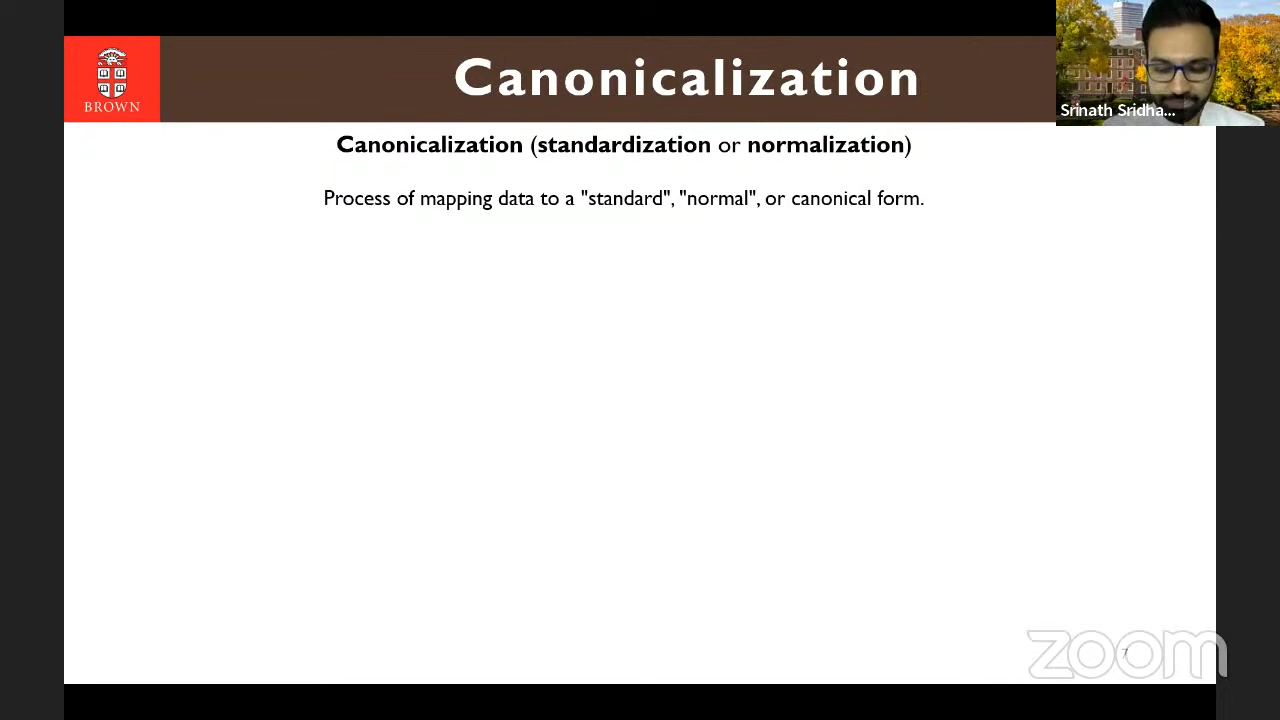 Canonicalization
BROWN
Srinath Sridha...
Canonicalization (standardization or normalization)
Process of mapping data to a "standard", "normal", or canonical form.
zoom
7